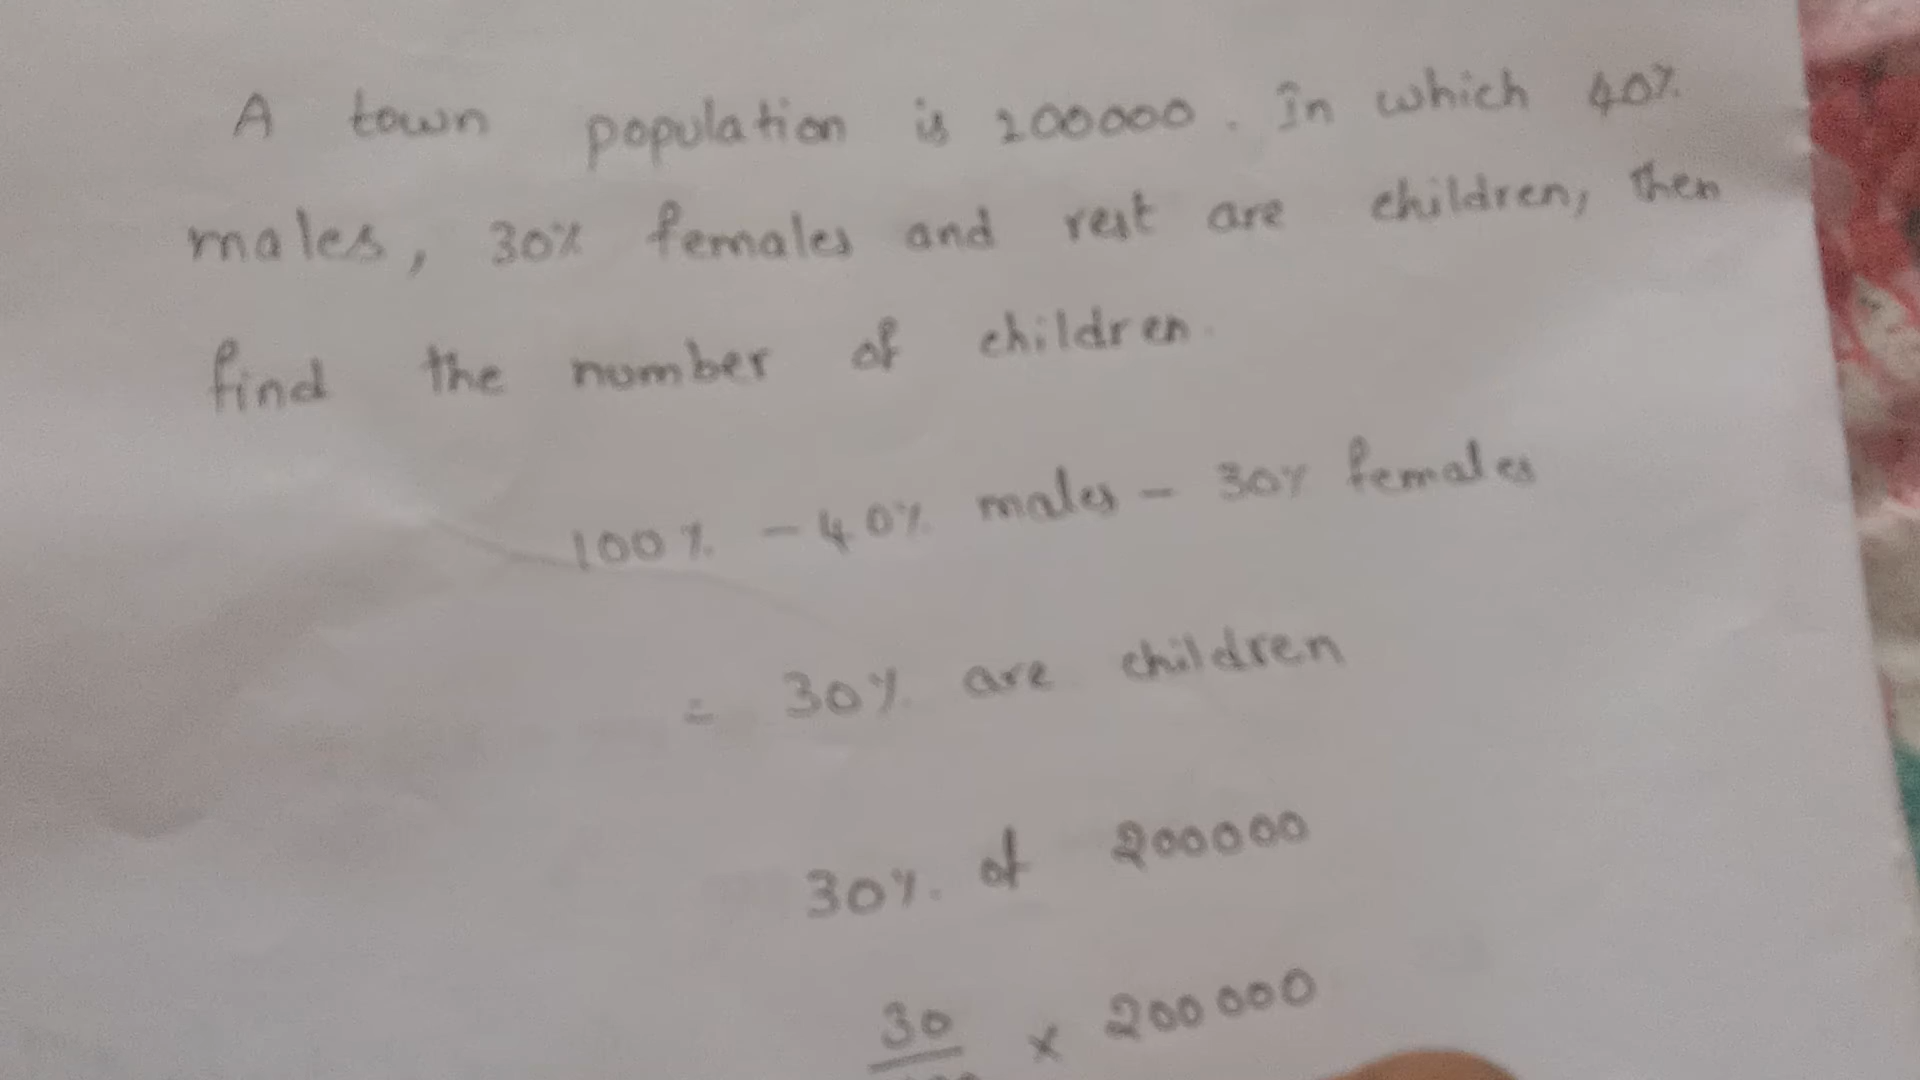 A town population is 200000. In which 40%
males, 30% females and rest are children, then
find the number of children.
100% - 40% males - 30% females
= 30% are children
30%. of 200000
30 × 200000